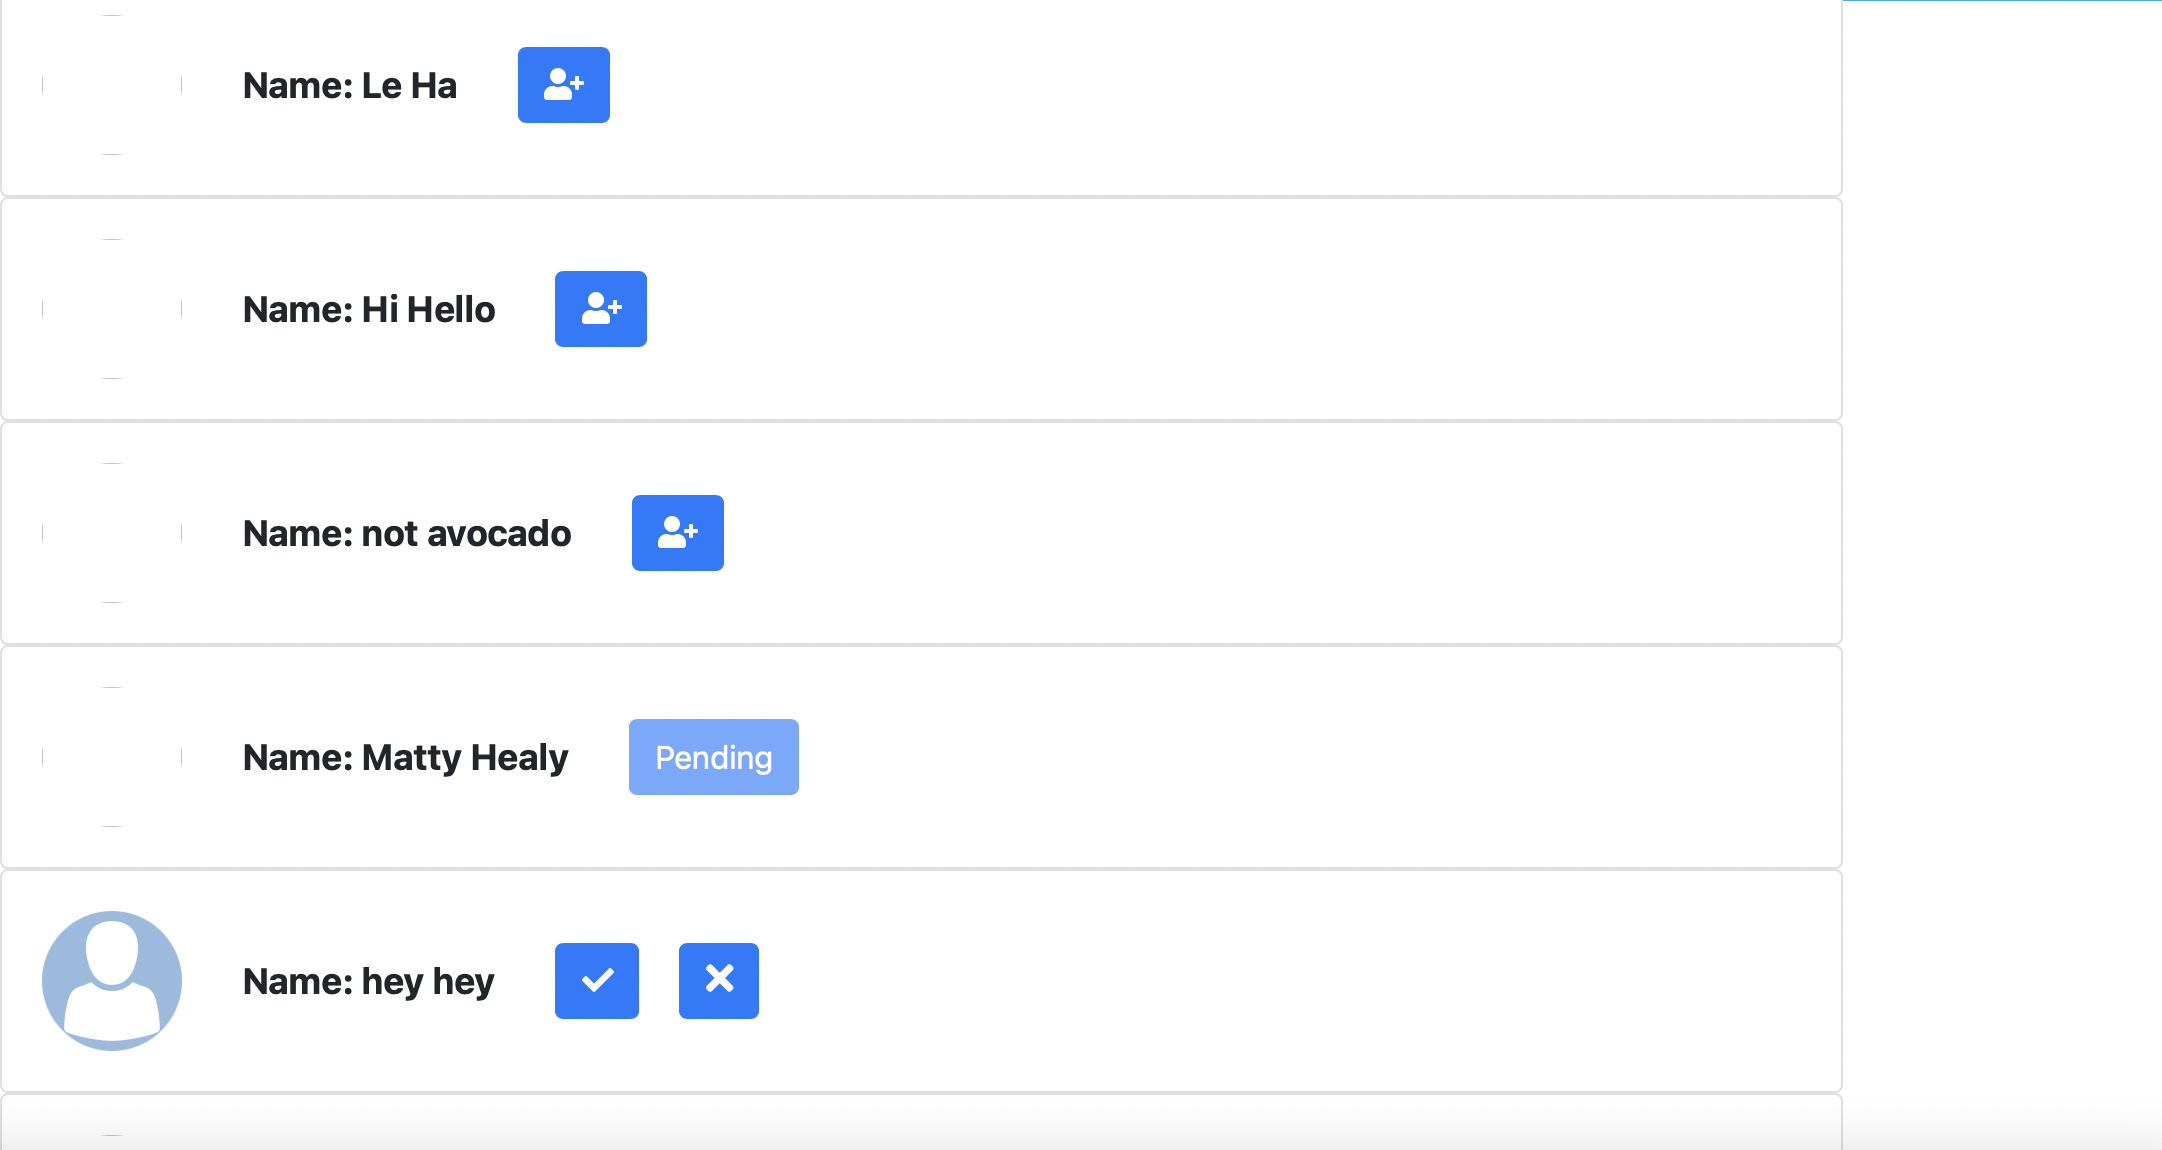 Name: Le Ha
Name: Hi Hello
Name: not avocado
Name: Matty Healy
Pending
Name: hey hey